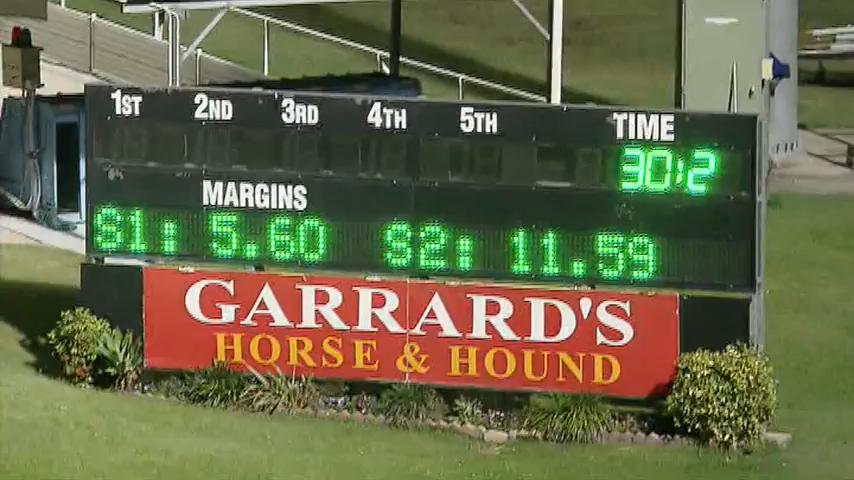 1ST 2ND 3RD 4TH 5TH TIME
30:2
MARGINS
S1: 5.60 S2: 11.59
GARRARD'S
HORSE & HOUND